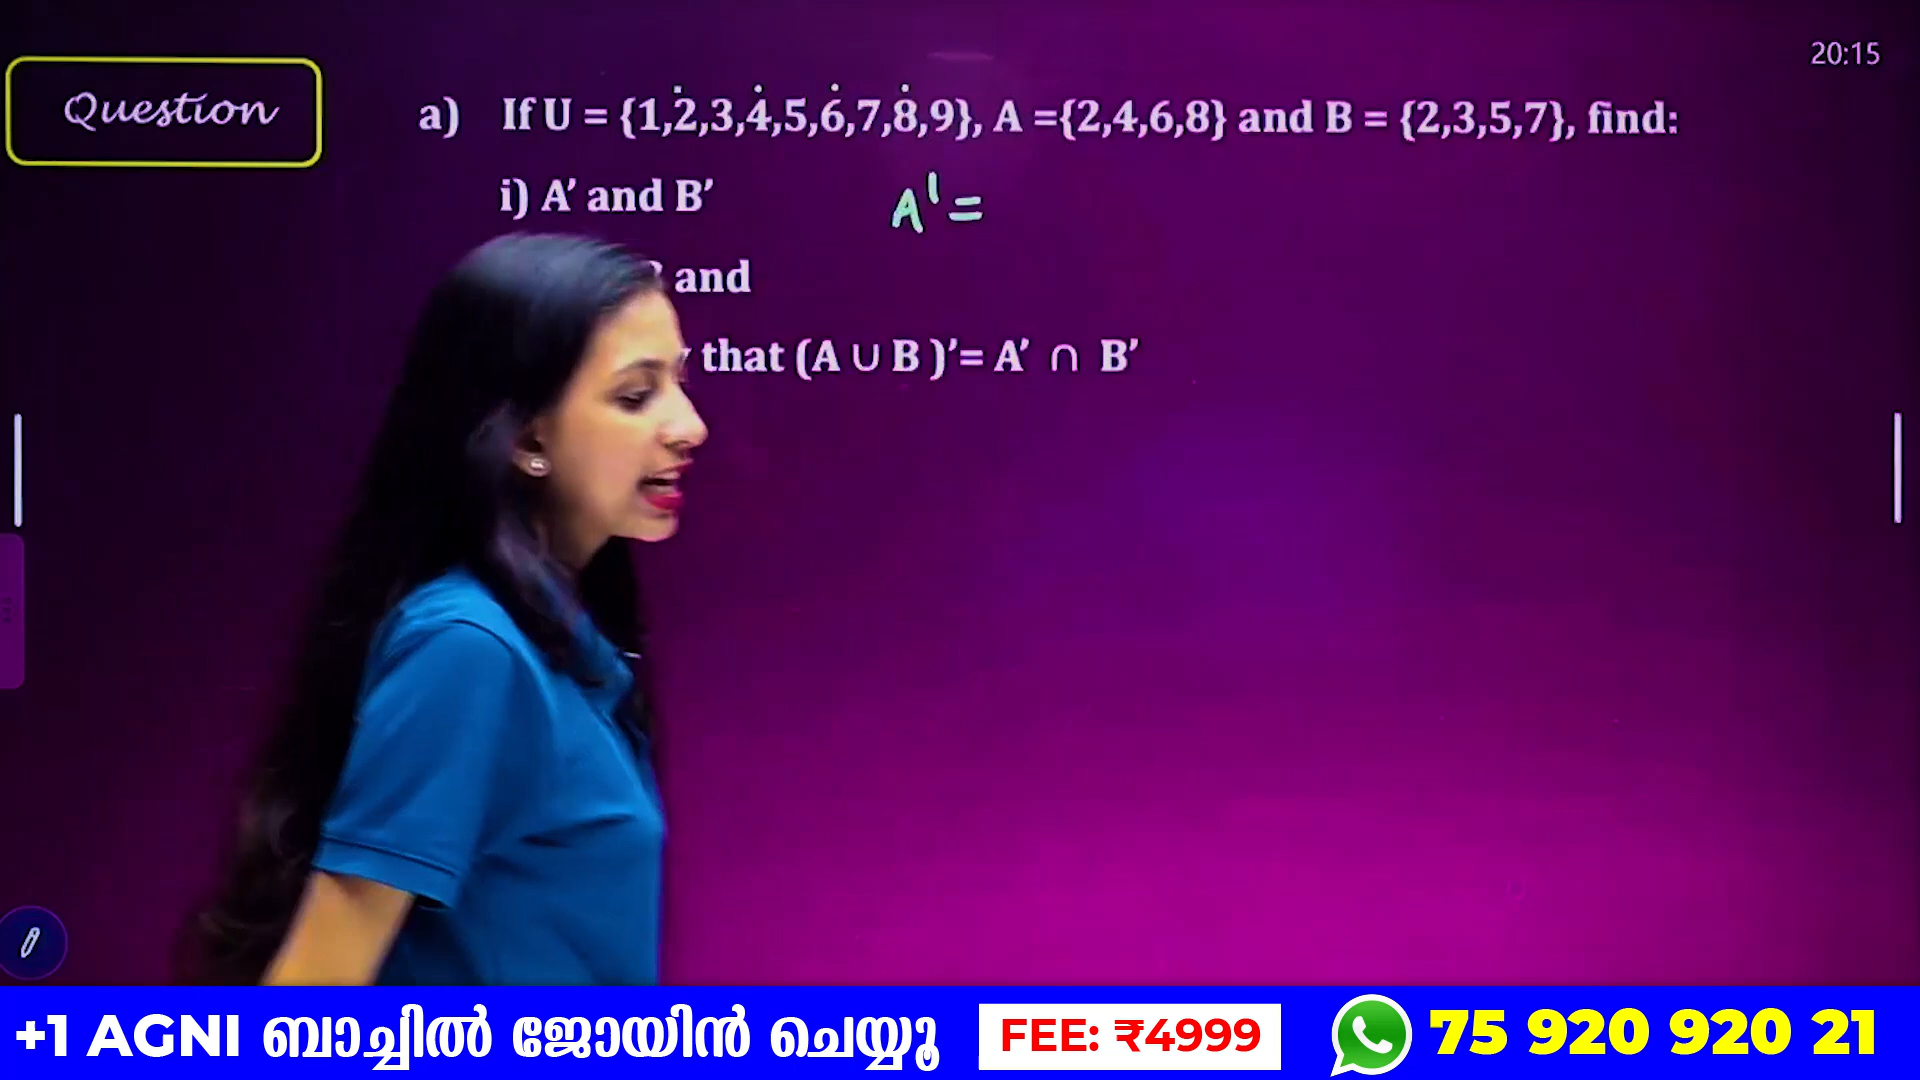 20:15
Question
a) If U = {1,2,3,4,5,6,7,8,9}, A ={2,4,6,8} and B = {2,3,5,7}, find:
i) A′ and B′
A' =
and
that (A ∪ B )′= A′ ∩ B′
+1 AGNI ബാച്ചിൽ ജോയിൻ ചെയ്യൂ
FEE: ₹4999
75 920 920 21